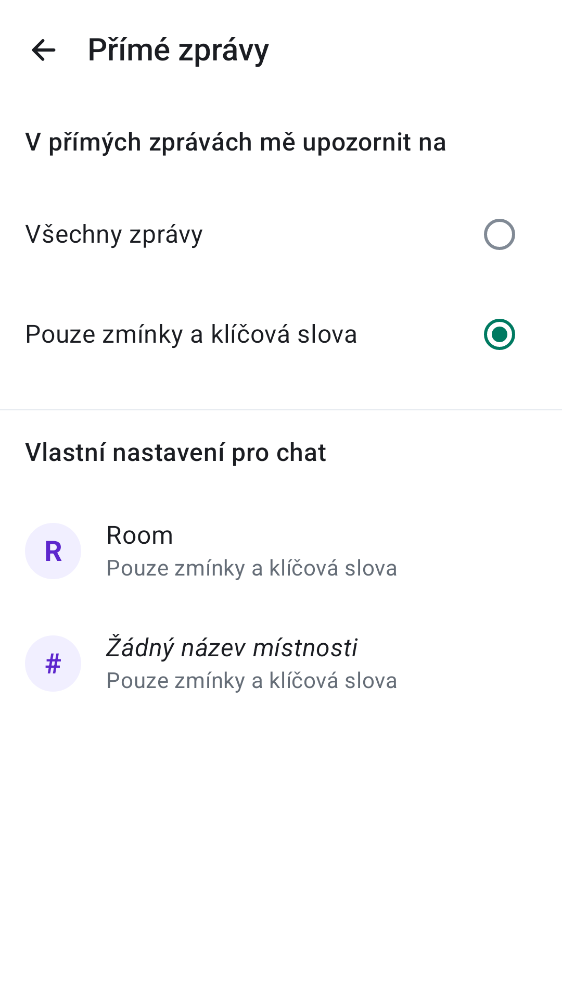 Přímé zprávy
V přímých zprávách mě upozornit na
Všechny zprávy
Pouze zmínky a klíčová slova
Vlastní nastavení pro chat
R
Room
Pouze zmínky a klíčová slova
#
Žádný název místnosti
Pouze zmínky a klíčová slova